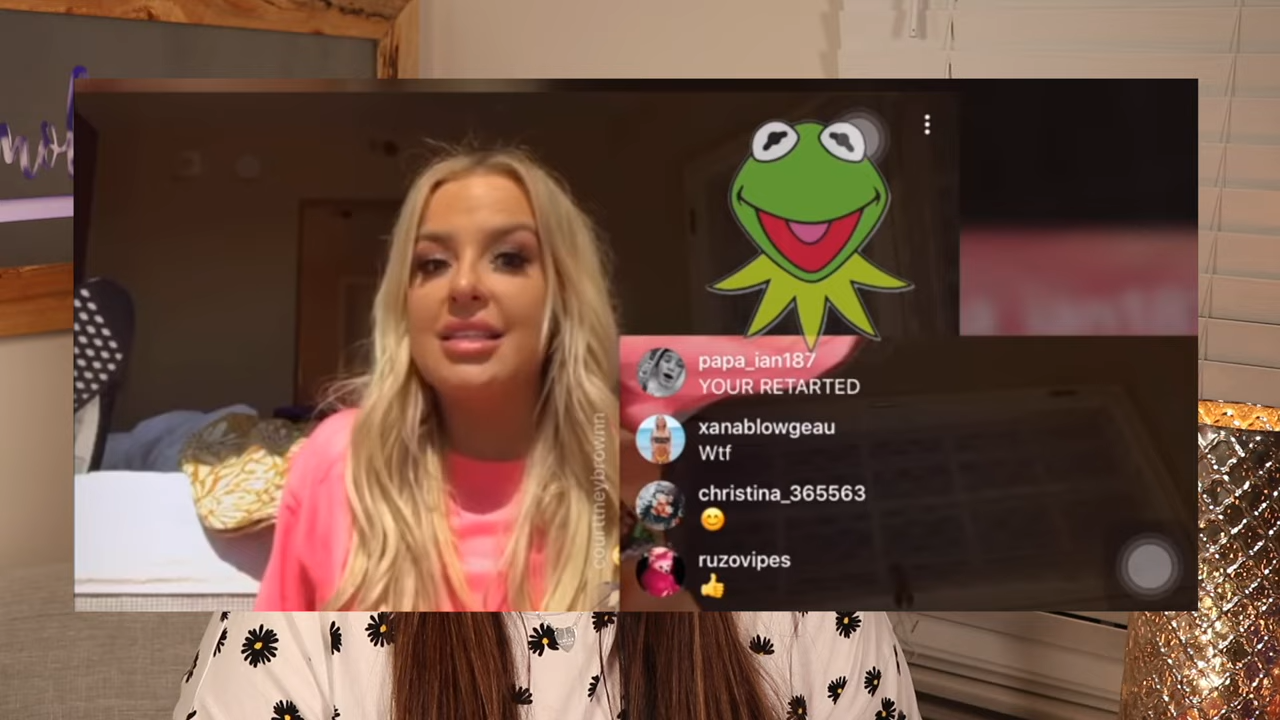 papa_ian187
YOUR RETARTED
xanablowgeau
Wtf
christina_365563
😊
ruzovipes
👍
courtneybrownn